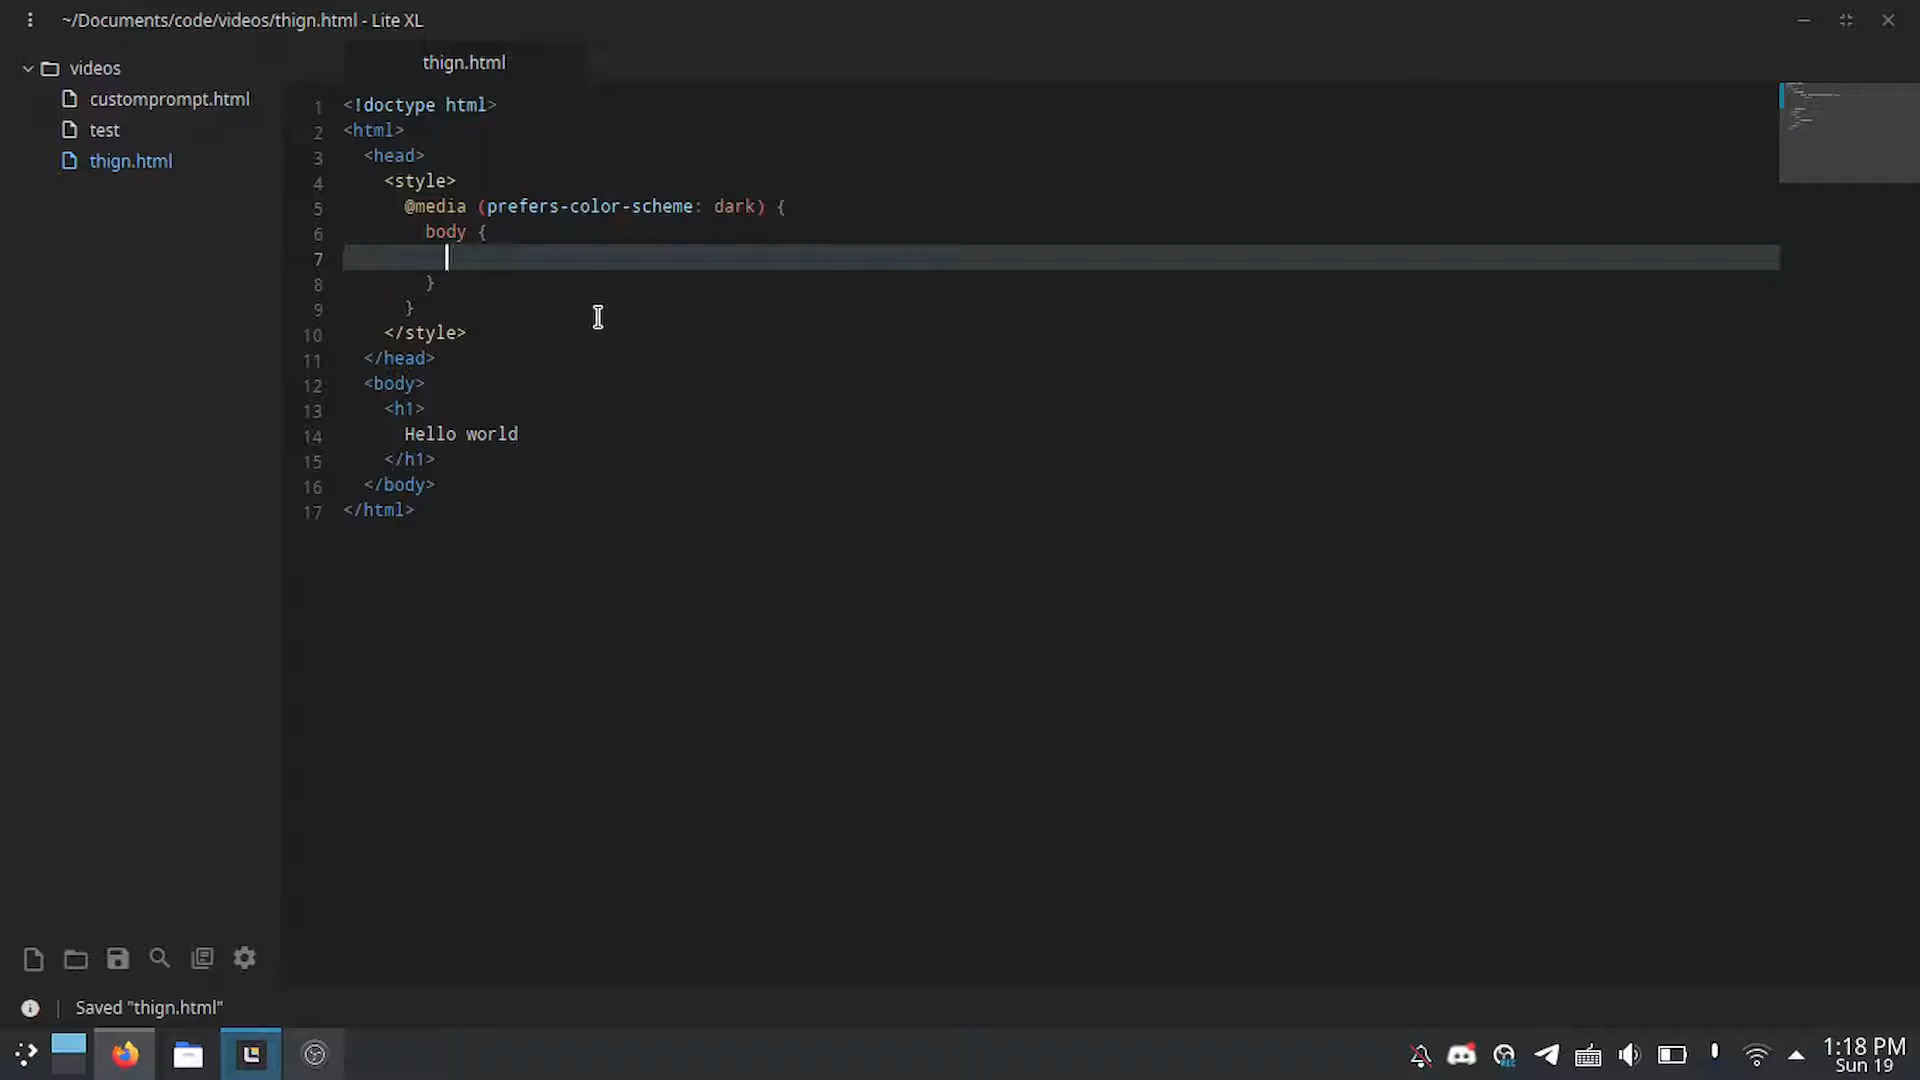 ~/Documents/code/videos/thign.html - Lite XL
videos
customprompt.html
test
thign.html
thign.html
1 <!doctype html>
2 <html>
3 <head>
4 <style>
5 @media (prefers-color-scheme: dark) {
6 body {
7
8 }
9 }
10 </style>
11 </head>
12 <body>
13 <h1>
14 Hello world
15 </h1>
16 </body>
17 </html>
Saved "thign.html"
1:18 PM
Sun 19